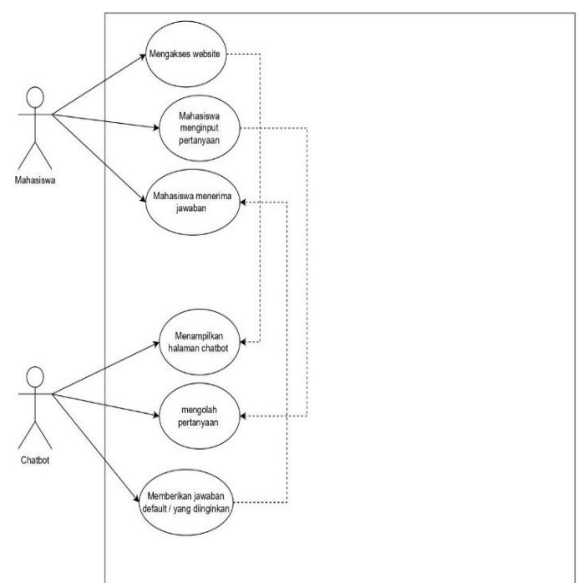 Mengakses website
Mahasiswa
menginput
pertanyaan
Mahasiswa
Mahasiswa menerima
jawaban
Menampilkan
halaman chatbot
mengolah
pertanyaan
Chatbot
Memberikan jawaban
default / yang diinginkan